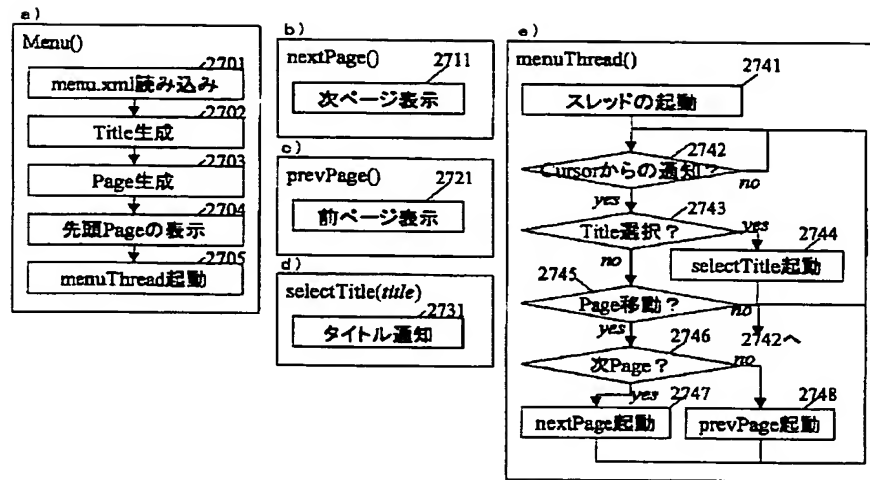 a)
Menu()
2701
menu.xml読み込み
2702
Title生成
2703
Page生成
2704
先頭Pageの表示
2705
menuThread起動
b)
nextPage()
2711
次ページ表示
c)
prevPage()
2721
前ページ表示
d)
selectTitle(title)
2731
タイトル通知
e)
menuThread()
2741
スレッドの起動
2742
Cursorからの通知?
no
yes
2743
Title選択?
yes
2744
no
selectTitle起動
2745
Page移動?
no
yes
2746
2742へ
次Page?
no
yes
2747
2748
nextPage起動
prevPage起動